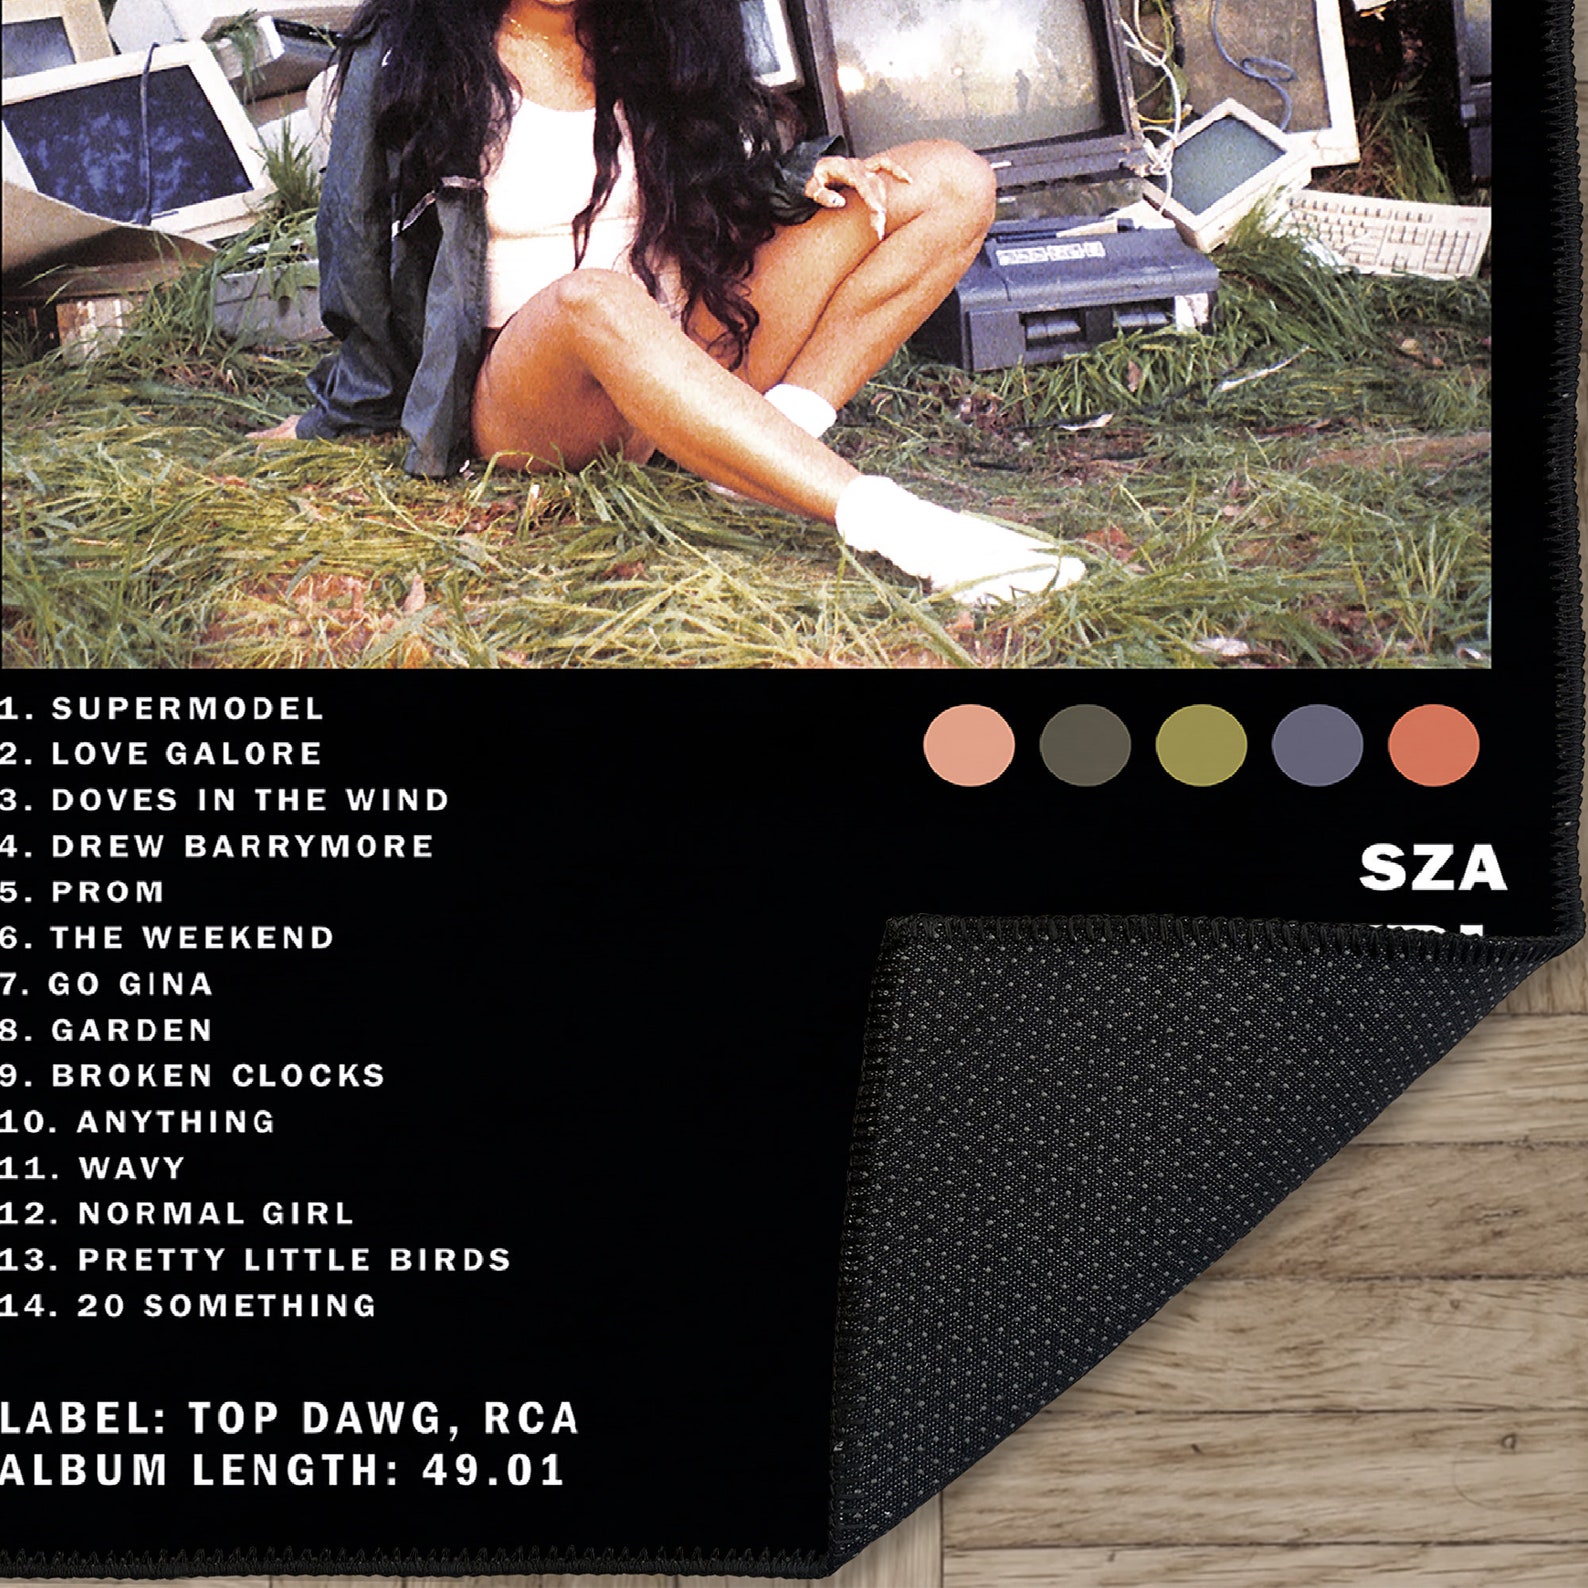 1. SUPERMODEL
2. LOVE GALORE
3. DOVES IN THE WIND
4. DREW BARRYMORE
5. PROM
6. THE WEEKEND
7. GO GINA
8. GARDEN
9. BROKEN CLOCKS
10. ANYTHING
11. WAVY
12. NORMAL GIRL
13. PRETTY LITTLE BIRDS
14. 20 SOMETHING
LABEL: TOP DAWG, RCA
ALBUM LENGTH: 49.01
SZA